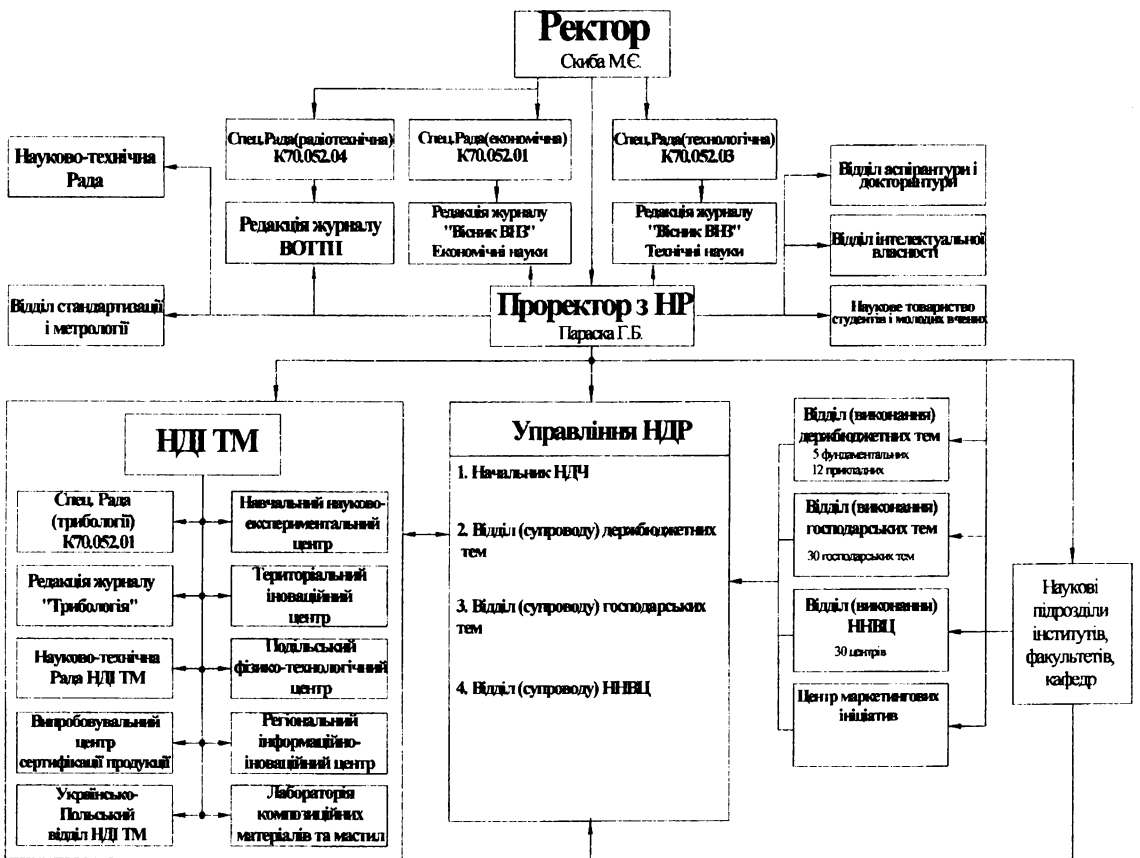 Ректор
Скиба М.Є.
Спец.Рада(радіотехнічна)
К70.052.04
Спец.Рада(економічна)
К70.052.01
Спец.Рада(технологічна)
К70.052.03
Науково-технічна
Рада
Відділ аспірантури і
докторінтури
Редакція журналу
ВОТТП
Редакція журналу
"Вісник ВНЗ"
Економічні науки
Редакція журналу
"Вісник ВНЗ"
Технічні науки
Відділ інтелектуальної
власності
Відділ стандартизації
і метрології
Проректор з НР
Параска Г.Б.
Наукове товариство
студентів і молодих вчених
НДІ ТМ
Спец. Рада
(трибології)
К70.052.01
Навчальний науково-
експериментальний
центр
Редакція журналу
"Трибологія"
Територіальний
іноваційний
центр
Науково-технічна
Рада НДІ ТМ
Подільський
фізико-технологічний
центр
Випробовувальний
центр
сертифікації продукції
Регіональний
інформаційно-
іноваційний центр
Українсько-
Польський
відділ НДІ ТМ
Лабораторія
композиційних
матеріалів та мастил
Управління НДР
1. Начальник НДЧ
2. Відділ (супроводу) держбюджетних
тем
3. Відділ (супроводу) господарських
тем
4. Відділ (супроводу) ННВЦ
Відділ (виконання)
держбюджетних тем
5 фундаментальних
12 прикладних
Відділ (виконання)
господарських тем
30 господарських тем
Відділ (виконання)
ННВЦ
30 центрів
Центр маркетингових
ініціатив
Наукові
підрозділи
інститутів,
факультетів,
кафедр